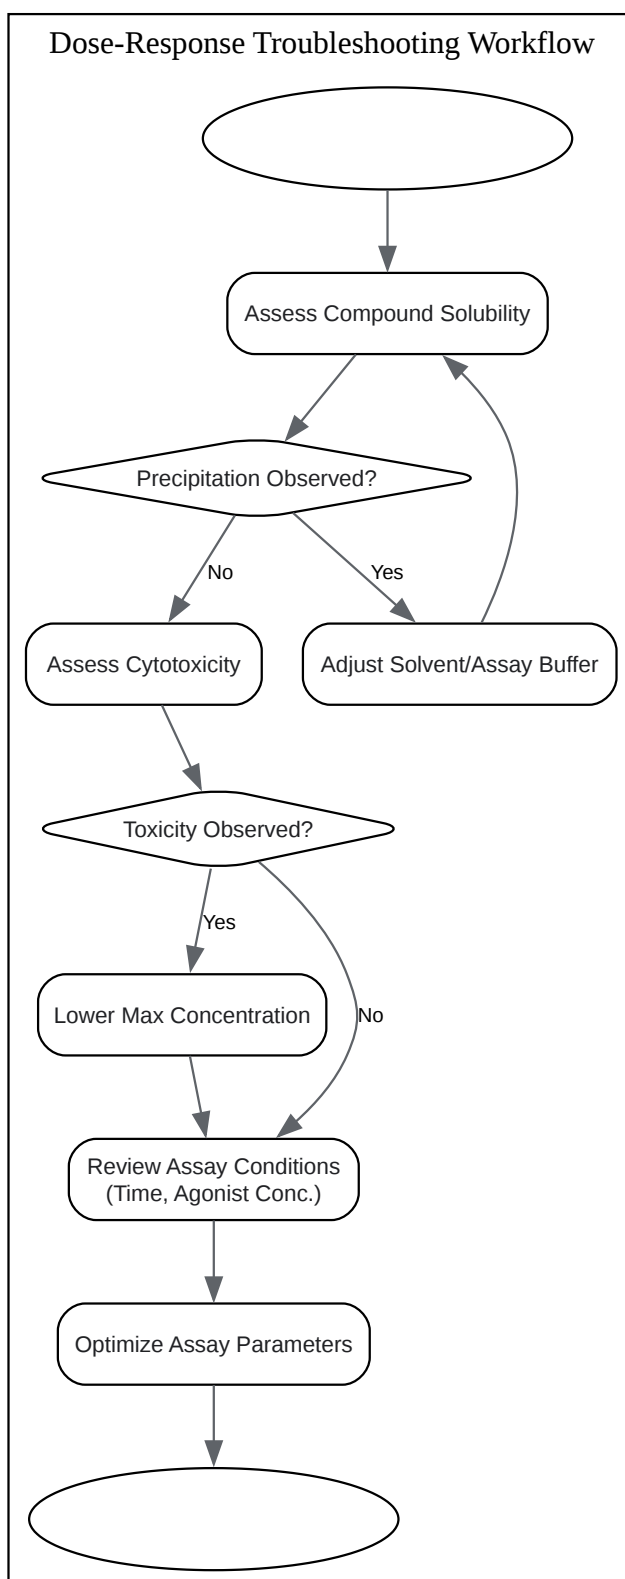 Dose-Response Troubleshooting Workflow
Assess Compound Solubility
Precipitation Observed?
No
Yes
Assess Cytotoxicity
Adjust Solvent/Assay Buffer
Toxicity Observed?
Yes
Lower Max Concentration
No
Review Assay Conditions
(Time, Agonist Conc.)
Optimize Assay Parameters